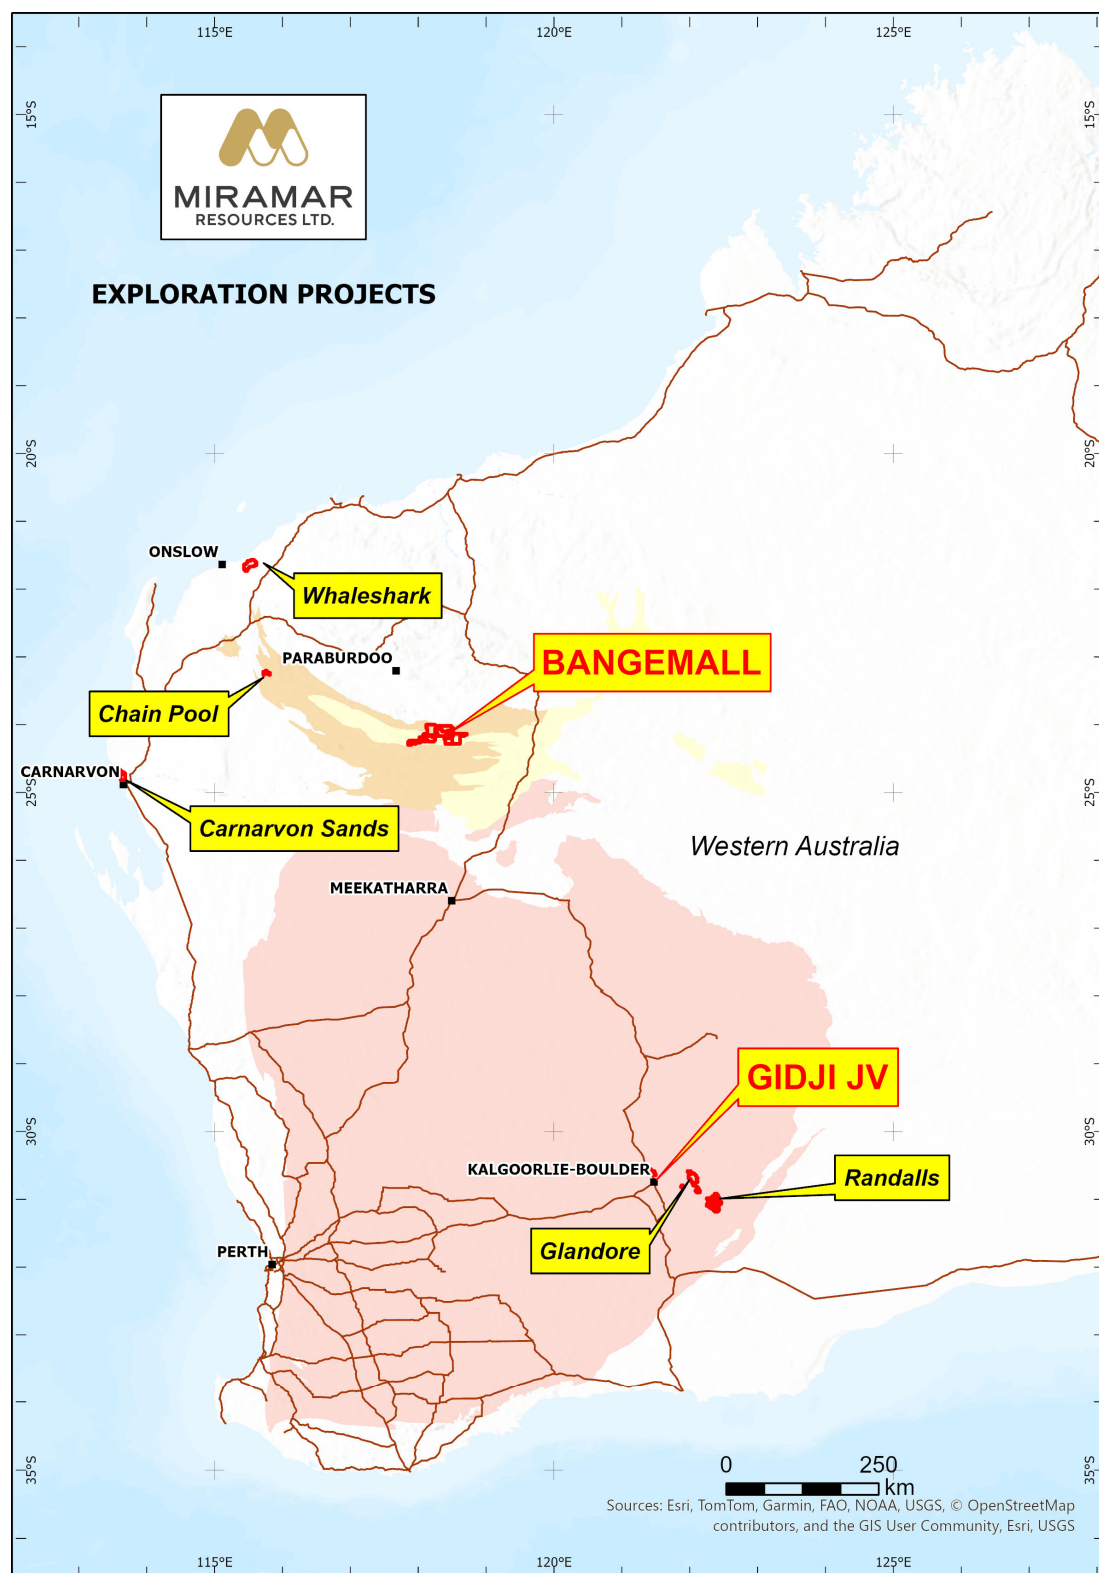 115°E
120°E
125°E
15°S
15°S
MIRAMAR
RESOURCES LTD.
EXPLORATION PROJECTS
20°S
20°S
ONSLOW
Whaleshark
PARABURDOO
BANGEMALL
Chain Pool
CARNARVON
25°S
25°S
Carnarvon Sands
Western Australia
MEEKATHARRA
GIDJI JV
30°S
30°S
KALGOORLIE-BOULDER
Randalls
Glandore
PERTH
35°S
35°S
0 250
km
Sources: Esri, TomTom, Garmin, FAO, NOAA, USGS, © OpenStreetMap
contributors, and the GIS User Community, Esri, USGS
115°E
120°E
125°E